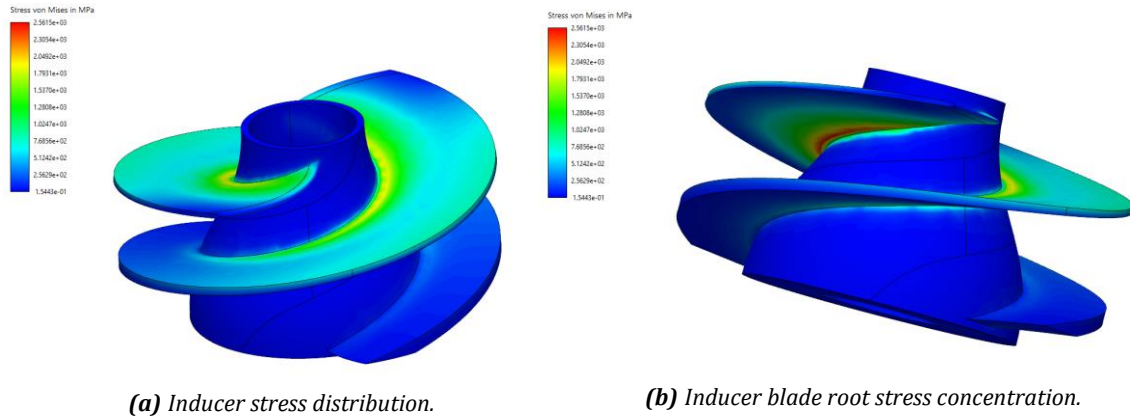 Stress von Mises in MPa
2.5615e+03
2.3054e+03
2.0492e+03
1.7931e+03
1.5370e+03
1.2808e+03
1.0247e+03
7.6856e+02
5.1242e+02
2.5629e+02
1.5443e-01
(a) Inducer stress distribution.
Stress von Mises in MPa
2.5615e+03
2.3054e+03
2.0492e+03
1.7931e+03
1.5370e+03
1.2808e+03
1.0247e+03
7.6856e+02
5.1242e+02
2.5629e+02
1.5443e-01
(b) Inducer blade root stress concentration.